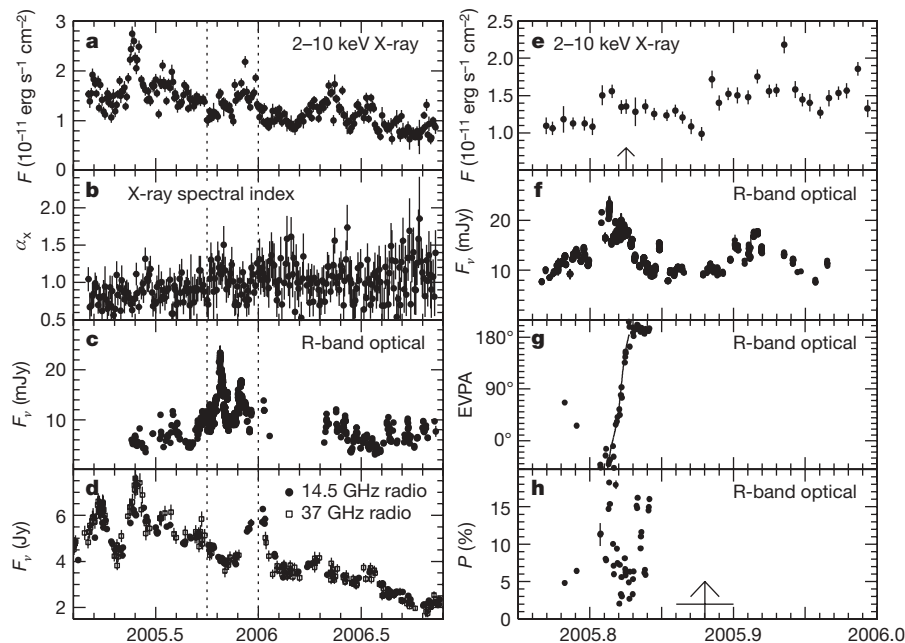 a 2–10 keV X-ray
F (10⁻¹¹ erg s⁻¹ cm⁻²)
3
2
1
0
b X-ray spectral index
αₓ
2.0
1.5
1.0
0.5
c R-band optical
Fᵥ (mJy)
20
10
d 14.5 GHz radio
37 GHz radio
Fᵥ (Jy)
6
4
2
2005.5 2006 2006.5
e 2–10 keV X-ray
F (10⁻¹¹ erg s⁻¹ cm⁻²)
2.5
2.0
1.5
1.0
f R-band optical
Fᵥ (mJy)
20
10
g R-band optical
EVPA
180°
90°
0°
h R-band optical
P (%)
15
10
5
0
2005.8 2005.9 2006.0